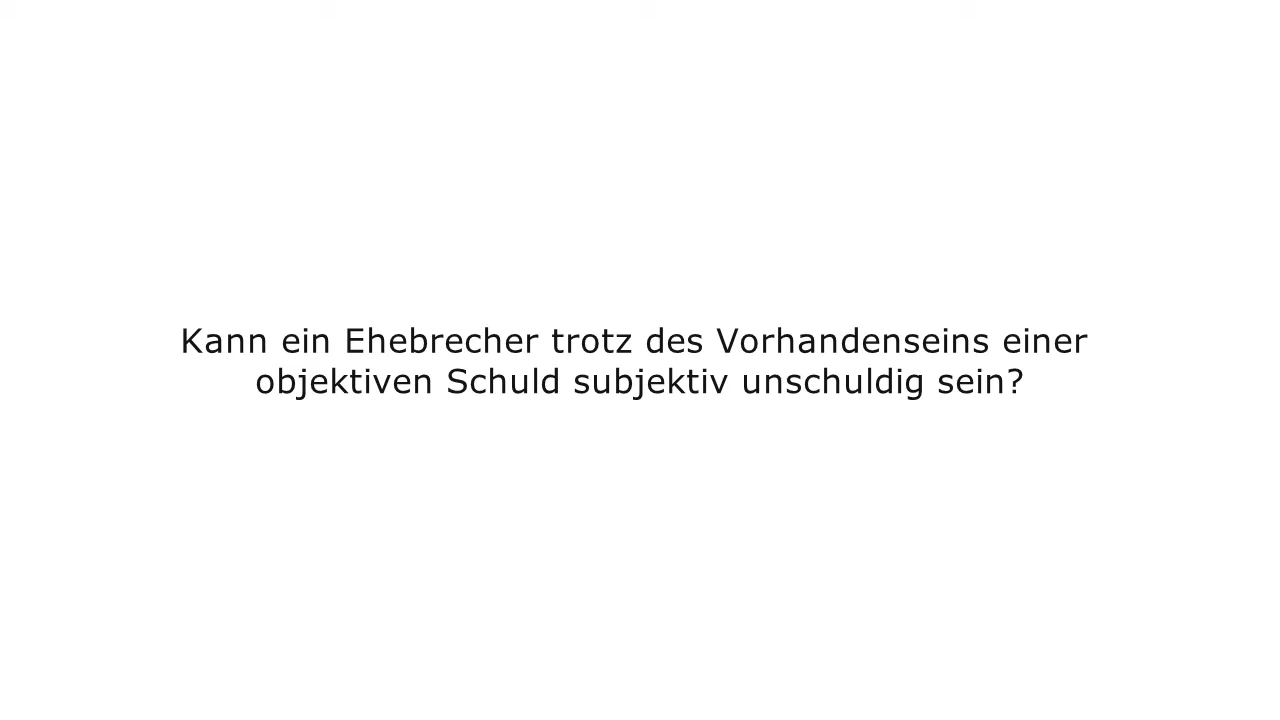 Kann ein Ehebrecher trotz des Vorhandenseins einer
objektiven Schuld subjektiv unschuldig sein?